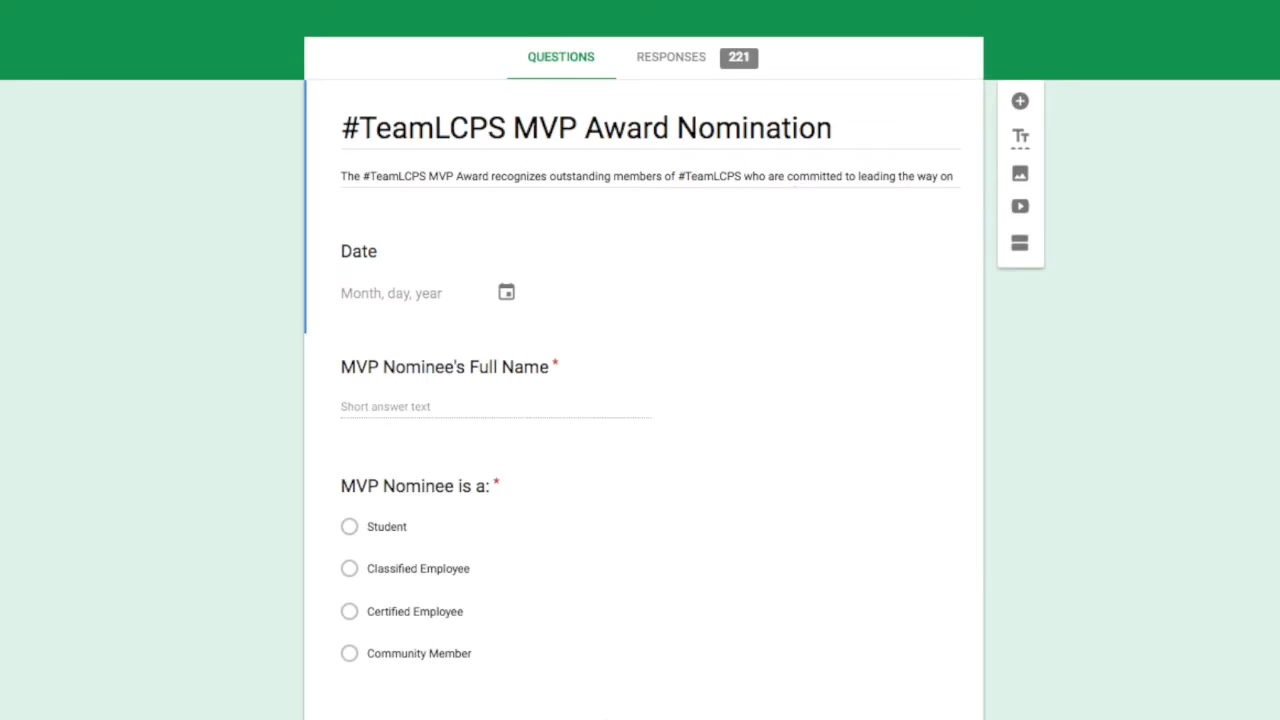 QUESTIONS RESPONSES 221
#TeamLCPS MVP Award Nomination
Tт
The #TeamLCPS MVP Award recognizes outstanding members of #TeamLCPS who are committed to leading the way on
Date
Month, day, year
MVP Nominee's Full Name *
Short answer text
MVP Nominee is a: *
Student
Classified Employee
Certified Employee
Community Member